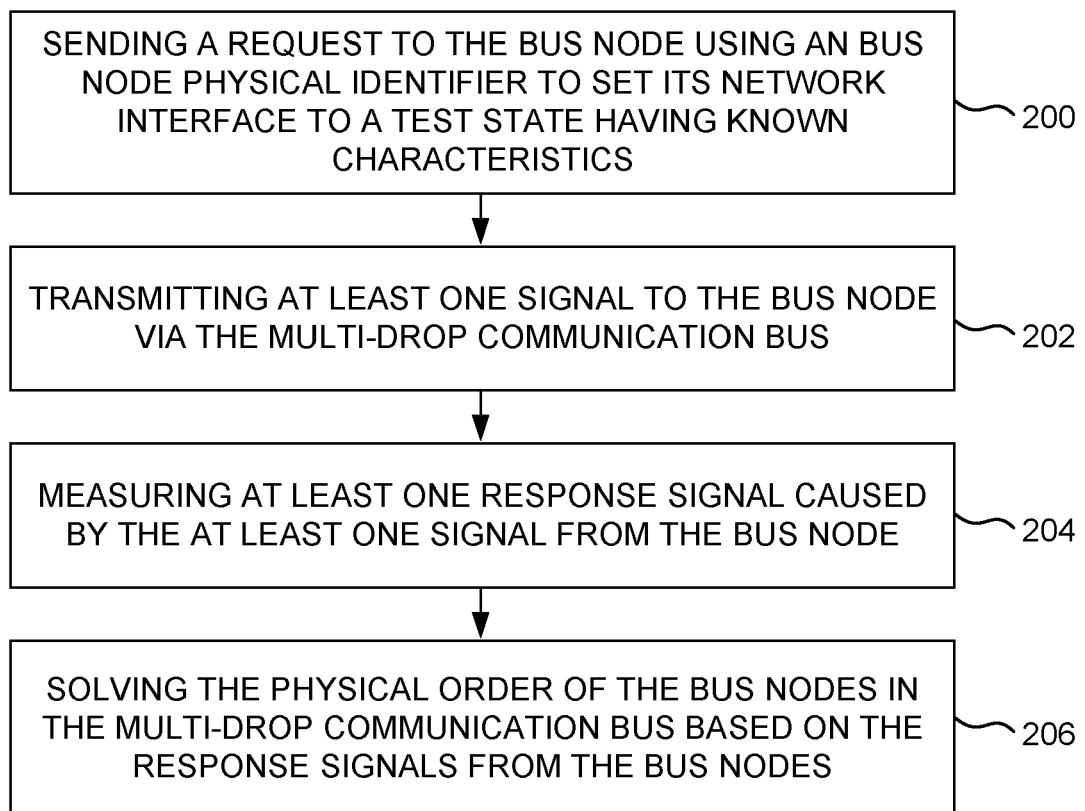 SENDING A REQUEST TO THE BUS NODE USING AN BUS
NODE PHYSICAL IDENTIFIER TO SET ITS NETWORK
INTERFACE TO A TEST STATE HAVING KNOWN
CHARACTERISTICS
200
TRANSMITTING AT LEAST ONE SIGNAL TO THE BUS NODE
VIA THE MULTI-DROP COMMUNICATION BUS
202
MEASURING AT LEAST ONE RESPONSE SIGNAL CAUSED
BY THE AT LEAST ONE SIGNAL FROM THE BUS NODE
204
SOLVING THE PHYSICAL ORDER OF THE BUS NODES IN
THE MULTI-DROP COMMUNICATION BUS BASED ON THE
RESPONSE SIGNALS FROM THE BUS NODES
206